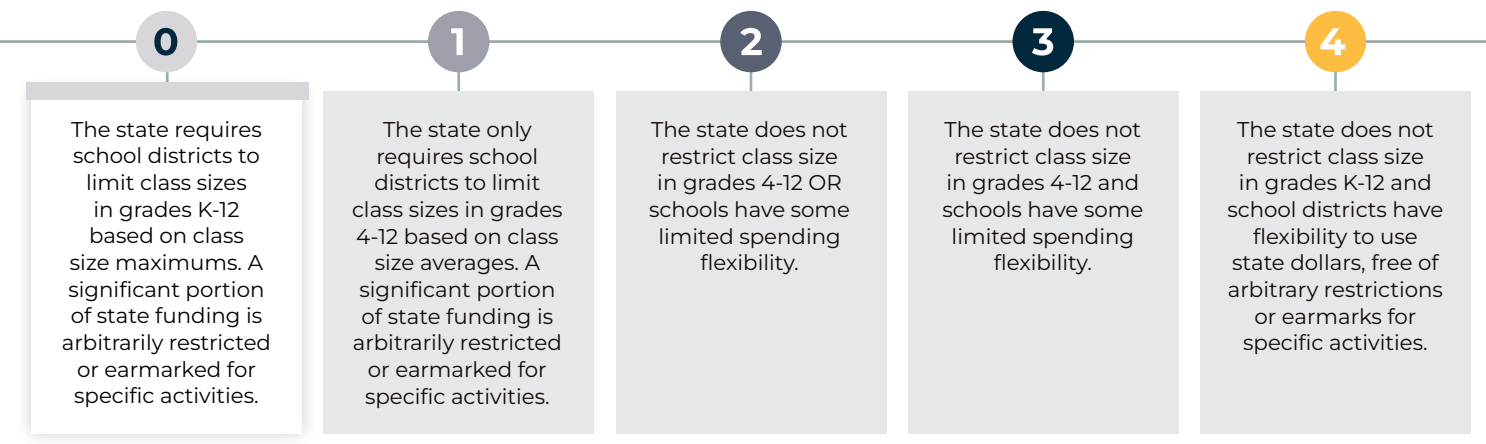 0
The state requires
school districts to
limit class sizes
in grades K-12
based on class
size maximums. A
significant portion
of state funding is
arbitrarily restricted
or earmarked for
specific activities.
1
The state only
requires school
districts to limit
class sizes in grades
4-12 based on class
size averages. A
significant portion
of state funding is
arbitrarily restricted
or earmarked for
specific activities.
2
The state does not
restrict class size
in grades 4-12 OR
schools have some
limited spending
flexibility.
3
The state does not
restrict class size
in grades 4-12 and
schools have some
limited spending
flexibility.
4
The state does not
restrict class size
in grades K-12 and
school districts have
flexibility to use
state dollars, free of
arbitrary restrictions
or earmarks for
specific activities.